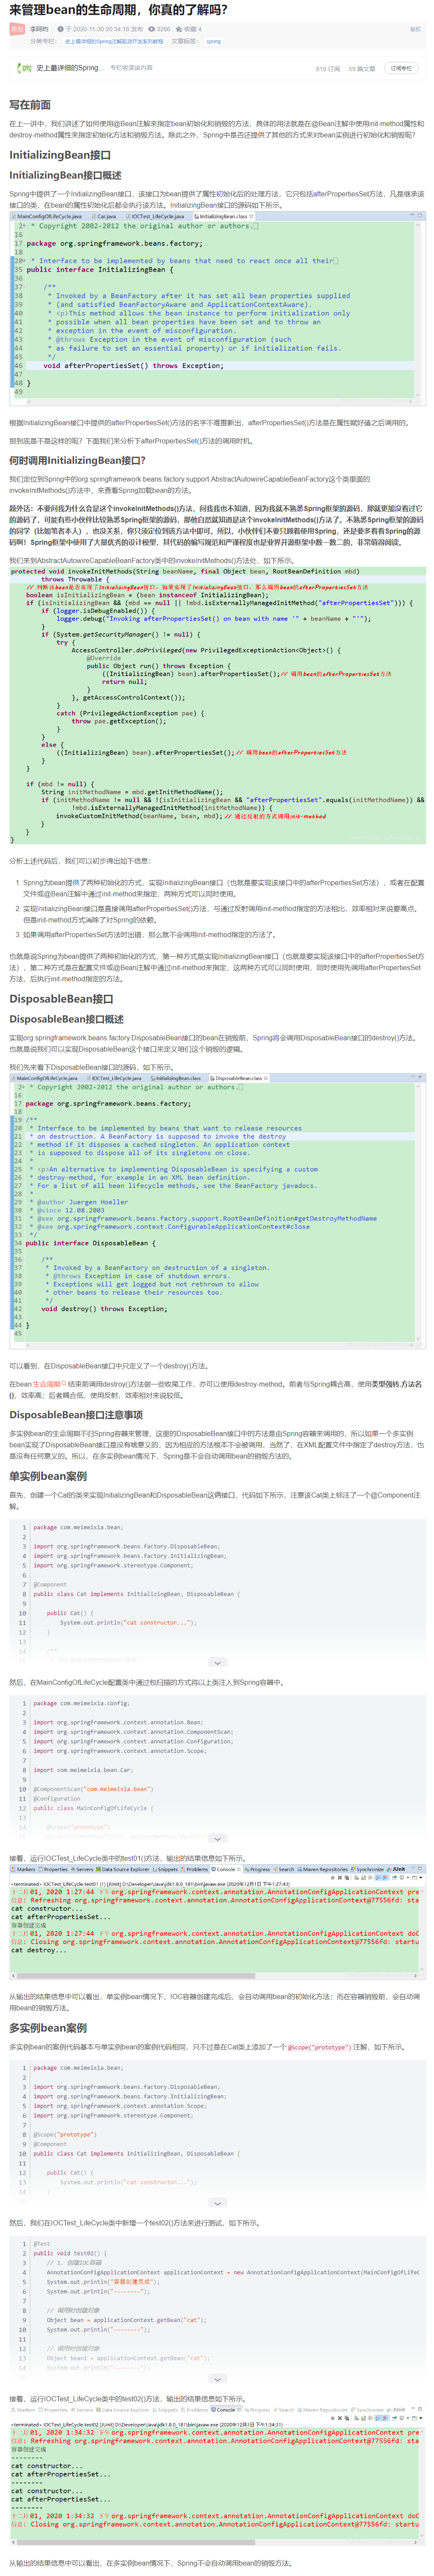 来管理bean的生命周期，你真的了解吗?
原创
李阿昀
于 2020-11-30 20:34:18 发布
3266
收藏 4
版权
分类专栏：
史上最详细的Spring注解驱动开发系列教程
文章标签：
spring
史上最详细的Spring...
专栏收录该内容
819 订阅
59 篇文章
订阅专栏
写在前面
在上一讲中，我们讲述了如何使用@Bean注解来指定bean初始化和销毁的方法，具体的用法就是在@Bean注解中使用init-method属性和
destroy-method属性来指定初始化方法和销毁方法。除此之外，Spring中是否还提供了其他的方式来对bean实例进行初始化和销毁呢?
InitializingBean接口
InitializingBean接口概述
Spring中提供了一个InitializingBean接口，该接口为bean提供了属性初始化后的处理方法，它只包括afterPropertiesSet方法，凡是继承该
接口的类，在bean的属性初始化后都会执行该方法。InitializingBean接口的源码如下所示。
MainConfigOfLifeCycle.java
Car.java
IOCTest_LifeCycle.java
InitializingBean.class
2+ * Copyright 2002-2012 the original author or authors.
16
17 package org.springframework.beans.factory;
18
20+ * Interface to be implemented by beans that need to react once all their
35 public interface InitializingBean {
36
37 /**
38 * Invoked by a BeanFactory after it has set all bean properties supplied
39 * (and satisfied BeanFactoryAware and ApplicationContextAware).
40 * <p>This method allows the bean instance to perform initialization only
41 * possible when all bean properties have been set and to throw an
42 * exception in the event of misconfiguration.
43 * @throws Exception in the event of misconfiguration (such
44 * as failure to set an essential property) or if initialization fails.
45 */
46 void afterPropertiesSet() throws Exception;
47
48 }
49
根据InitializingBean接口中提供的afterPropertiesSet()方法的名字不难推断出，afterPropertiesSet()方法是在属性赋好值之后调用的。
那到底是不是这样的呢? 下面我们来分析下afterPropertiesSet()方法的调用时机。
何时调用InitializingBean接口?
我们定位到Spring中的org.springframework.beans.factory.support.AbstractAutowireCapableBeanFactory这个类里面的
invokeInitMethods()方法中，来查看Spring加载bean的方法。
题外话：不要问我为什么会是这个invokeInitMethods()方法，问我我也不知道，因为我就不熟悉Spring框架的源码，那就更加没看过它
的源码了，可能有些小伙伴比较熟悉Spring框架的源码，那他自然就知道是这个invokeInitMethods()方法了。不熟悉Spring框架的源码
的同学（比如笔者本人），也没关系，你只须定位到该方法中即可。所以，小伙伴们不要只顾着使用Spring，还是要多看看Spring的源
码啊！Spring框架中使用了大量优秀的设计模型，其代码的编写规范和严谨程度也是业界开源框架中数一数二的，非常值得阅读。
我们来到AbstractAutowireCapableBeanFactory类中的invokeInitMethods()方法处，如下所示。
protected void invokeInitMethods(String beanName, final Object bean, RootBeanDefinition mbd)
throws Throwable {
// 判断该bean是否实现了InitializingBean接口，如果实现了InitializingBean接口，那么调用bean的afterPropertiesSet方法
boolean isInitializingBean = (bean instanceof InitializingBean);
if (isInitializingBean && (mbd == null || !mbd.isExternallyManagedInitMethod("afterPropertiesSet"))) {
if (logger.isDebugEnabled()) {
logger.debug("Invoking afterPropertiesSet() on bean with name '" + beanName + "'");
}
if (System.getSecurityManager() != null) {
try {
AccessController.doPrivileged(new PrivilegedExceptionAction<Object>() {
@Override
public Object run() throws Exception {
((InitializingBean) bean).afterPropertiesSet(); // 调用bean的afterPropertiesSet方法
return null;
}
}, getAccessControlContext());
}
catch (PrivilegedActionException pae) {
throw pae.getException();
}
}
else {
((InitializingBean) bean).afterPropertiesSet(); // 调用bean的afterPropertiesSet方法
}
}
if (mbd != null) {
String initMethodName = mbd.getInitMethodName();
if (initMethodName != null && !(isInitializingBean && "afterPropertiesSet".equals(initMethodName)) &&
!mbd.isExternallyManagedInitMethod(initMethodName)) {
invokeCustomInitMethod(beanName, bean, mbd); // 通过反射的方式调用init-method
}
}
}
分析上述代码后，我们可以初步得出如下信息：
1. Spring为bean提供了两种初始化的方式，实现InitializingBean接口（也就是要实现该接口中的afterPropertiesSet方法），或者在配置
文件或@Bean注解中通过init-method来指定，两种方式可以同时使用。
2. 实现InitializingBean接口是直接调用afterPropertiesSet()方法，与通过反射调用init-method指定的方法相比，效率相对来说要高点。
但是init-method方式消除了对Spring的依赖。
3. 如果调用afterPropertiesSet方法时出错，那么就不会调用init-method指定的方法了。
也就是说Spring为bean提供了两种初始化的方式，第一种方式是实现InitializingBean接口（也就是要实现该接口中的afterPropertiesSet方
法），第二种方式是在配置文件或@Bean注解中通过init-method来指定，这两种方式可以同时使用，同时使用先调用afterPropertiesSet
方法，后执行init-method指定的方法。
DisposableBean接口
DisposableBean接口概述
实现org.springframework.beans.factory.DisposableBean接口的bean在销毁前，Spring将会调用DisposableBean接口的destroy()方法。
也就是说我们可以实现DisposableBean这个接口来定义咱们这个销毁的逻辑。
我们先来看下DisposableBean接口的源码，如下所示。
MainConfigOfLifeCycle.java
IOCTest_LifeCycle.java
InitializingBean.class
DisposableBean.class
2+ * Copyright 2002-2012 the original author or authors.
16
17 package org.springframework.beans.factory;
18
19 /**
20 * Interface to be implemented by beans that want to release resources
21 * on destruction. A BeanFactory is supposed to invoke the destroy
22 * method if it disposes a cached singleton. An application context
23 * is supposed to dispose all of its singletons on close.
24 *
25 * <p>An alternative to implementing DisposableBean is specifying a custom
26 * destroy-method, for example in an XML bean definition.
27 * For a list of all bean lifecycle methods, see the BeanFactory javadocs.
28 *
29 * @author Juergen Hoeller
30 * @since 12.08.2003
31 * @see org.springframework.beans.factory.support.RootBeanDefinition#getDestroyMethodName
32 * @see org.springframework.context.ConfigurableApplicationContext#close
33 */
34 public interface DisposableBean {
35
36 /**
37 * Invoked by a BeanFactory on destruction of a singleton.
38 * @throws Exception in case of shutdown errors.
39 * Exceptions will get logged but not rethrown to allow
40 * other beans to release their resources too.
41 */
42 void destroy() throws Exception;
43
44 }
45
可以看到，在DisposableBean接口中只定义了一个destroy()方法。
在bean生命周期结束前调用destroy()方法做一些收尾工作，亦可以使用destroy-method。前者与Spring耦合高，使用类型强转.方法名
()，效率高；后者耦合低，使用反射，效率相对来说较低。
DisposableBean接口注意事项
多实例bean的生命周期不归Spring容器来管理，这里的DisposableBean接口中的方法是由Spring容器来调用的，所以如果一个多实例
bean实现了DisposableBean接口是没有啥意义的，因为相应的方法根本不会被调用，当然了，在XML配置文件中指定了destroy方法，也
是没有任何意义的。所以，在多实例bean情况下，Spring是不会自动调用bean的销毁方法的。
单实例bean案例
首先，创建一个Cat的类来实现InitializingBean和DisposableBean这俩接口，代码如下所示，注意该Cat类上标注了一个@Component注
解。
1 package com.meimeixia.bean;
2
3 import org.springframework.beans.factory.DisposableBean;
4 import org.springframework.beans.factory.InitializingBean;
5 import org.springframework.stereotype.Component;
6
7 @Component
8 public class Cat implements InitializingBean, DisposableBean {
9
10 public Cat() {
11 System.out.println("cat constructor...");
12 }
13
14 /**
然后，在MainConfigOfLifeCycle配置类中通过包扫描的方式将以上类注入到Spring容器中。
1 package com.meimeixia.config;
2
3 import org.springframework.context.annotation.Bean;
4 import org.springframework.context.annotation.ComponentScan;
5 import org.springframework.context.annotation.Configuration;
6 import org.springframework.context.annotation.Scope;
7
8 import com.meimeixia.bean.Car;
9
10 @ComponentScan("com.meimeixia.bean")
11 @Configuration
12 public class MainConfigOfLifeCycle {
13
14 @Scope("prototype")
接着，运行IOCTest_LifeCycle类中的test01()方法，输出的结果信息如下所示。
Markers Properties Servers Data Source Explorer Snippets Problems Console Progress Search Maven Repositories Synchronize JUnit
<terminated> IOCTest_LifeCycle.test01 (1) [JUnit] D:\Developer\Java\jdk1.8.0_181\bin\javaw.exe (2020年12月1日 下午1:27:43)
十二月 01, 2020 1:27:44 下午 org.springframework.context.annotation.AnnotationConfigApplicationContext pre
信息: Refreshing org.springframework.context.annotation.AnnotationConfigApplicationContext@77556fd: sta
cat constructor...
cat afterPropertiesSet...
容器创建完成
十二月 01, 2020 1:27:44 下午 org.springframework.context.annotation.AnnotationConfigApplicationContext doC
信息: Closing org.springframework.context.annotation.AnnotationConfigApplicationContext@77556fd: startu
cat destroy...
从输出的结果信息中可以看出，单实例bean情况下，IOC容器创建完成后，会自动调用bean的初始化方法；而在容器销毁前，会自动调
用bean的销毁方法。
多实例bean案例
多实例bean的案例代码基本与单实例bean的案例代码相同，只不过是在Cat类上添加了一个@Scope("prototype")注解，如下所示。
1 package com.meimeixia.bean;
2
3 import org.springframework.beans.factory.DisposableBean;
4 import org.springframework.beans.factory.InitializingBean;
5 import org.springframework.context.annotation.Scope;
6 import org.springframework.stereotype.Component;
7
8 @Scope("prototype")
9 @Component
10 public class Cat implements InitializingBean, DisposableBean {
11
12 public Cat() {
13 System.out.println("cat constructor...");
14 }
然后，我们在IOCTest_LifeCycle类中新增一个test02()方法来进行测试，如下所示。
1 @Test
2 public void test02() {
3 // 1. 创建IOC容器
4 AnnotationConfigApplicationContext applicationContext = new AnnotationConfigApplicationContext(MainConfigOfLifeC
5 System.out.println("容器创建完成");
6 System.out.println("--------");
7
8 // 调用时创建对象
9 Object bean = applicationContext.getBean("cat");
10 System.out.println("--------");
11
12 // 调用时创建对象
13 Object bean1 = applicationContext.getBean("cat");
14 System.out.println("--------");
接着，运行IOCTest_LifeCycle类中的test02()方法，输出的结果信息如下所示。
Markers Properties Servers Data Source Explorer Snippets Problems Console Progress Search Maven Repositories Synchronize JUnit
<terminated> IOCTest_LifeCycle.test02 [JUnit] D:\Developer\Java\jdk1.8.0_181\bin\javaw.exe (2020年12月1日 下午1:34:31)
十二月 01, 2020 1:34:32 下午 org.springframework.context.annotation.AnnotationConfigApplicationContext pre
信息: Refreshing org.springframework.context.annotation.AnnotationConfigApplicationContext@77556fd: sta
容器创建完成
--------
cat constructor...
cat afterPropertiesSet...
--------
cat constructor...
cat afterPropertiesSet...
--------
十二月 01, 2020 1:34:32 下午 org.springframework.context.annotation.AnnotationConfigApplicationContext doC
信息: Closing org.springframework.context.annotation.AnnotationConfigApplicationContext@77556fd: startu
从输出的结果信息中可以看出，在多实例bean情况下，Spring不会自动调用bean的销毁方法。